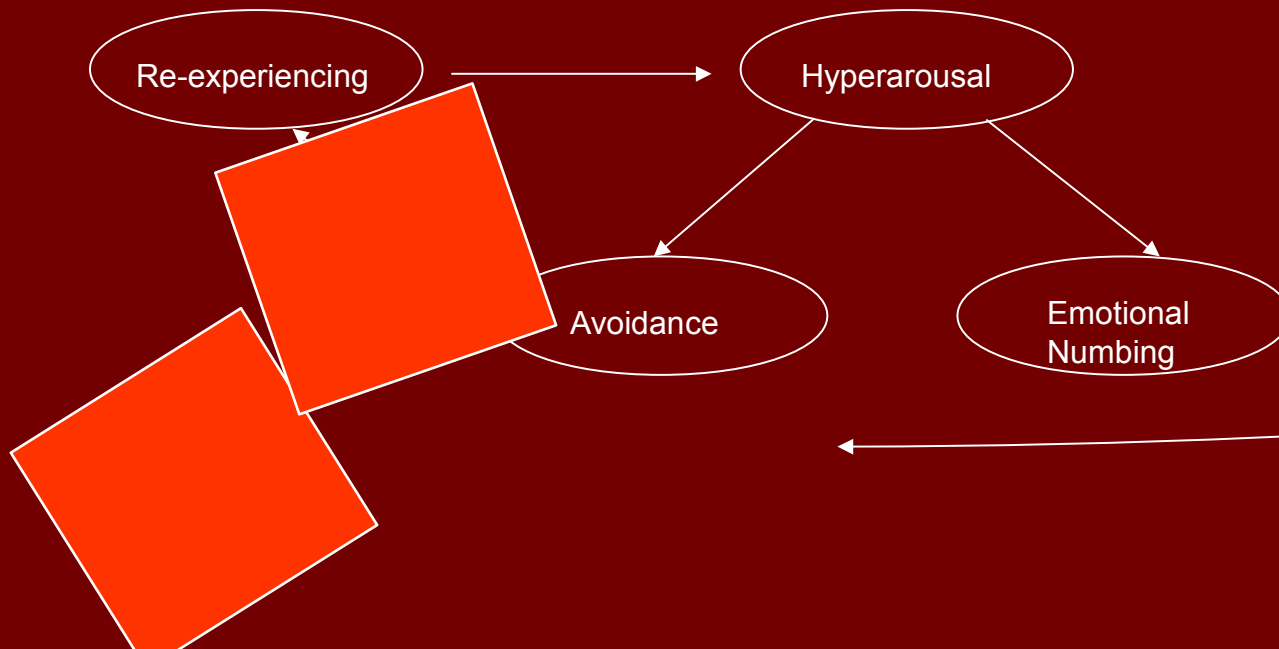 Re-experiencing
Hyperarousal
Avoidance
Emotional
Numbing